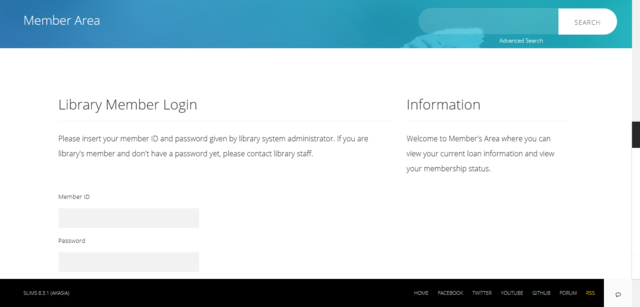 Member Area
SEARCH
Advanced Search
Library Member Login
Please insert your member ID and password given by library system administrator. If you are
library's member and don't have a password yet, please contact library staff.
Member ID
Password
Information
Welcome to Member's Area where you can
view your current loan information and view
your membership status.
SLIMS 8.3.1 (AKASIA)
HOME FACEBOOK TWITTER YOUTUBE GITHUB FORUM RSS